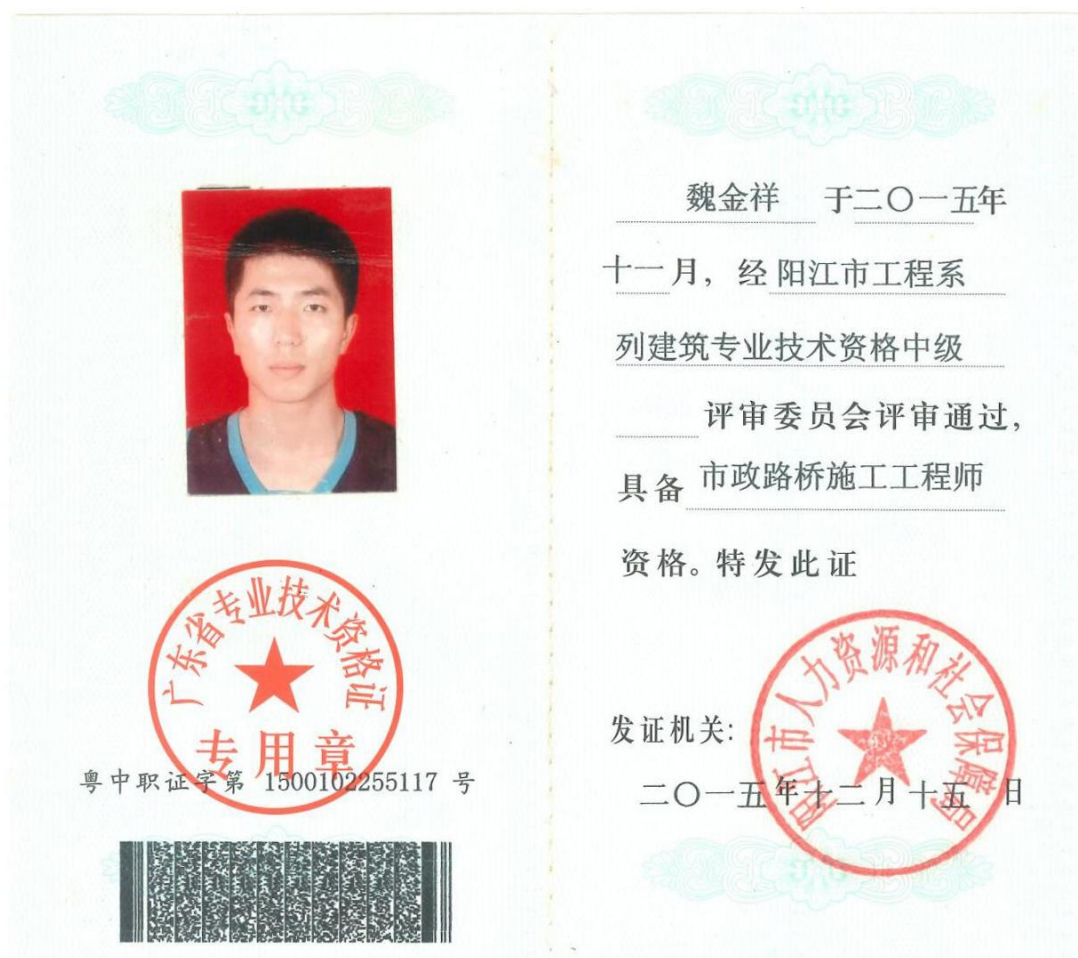 广东省专业技术资格证
专用章
粤中职证字第 1500102255117 号
魏金祥 于二〇一五年
十一月，经 阳江市工程系
列建筑专业技术资格中级
评审委员会评审通过，
具备 市政路桥施工工程师
资格。特发此证
阳江市人力资源和社会保障局
发证机关：
二〇一五年十二月十五日